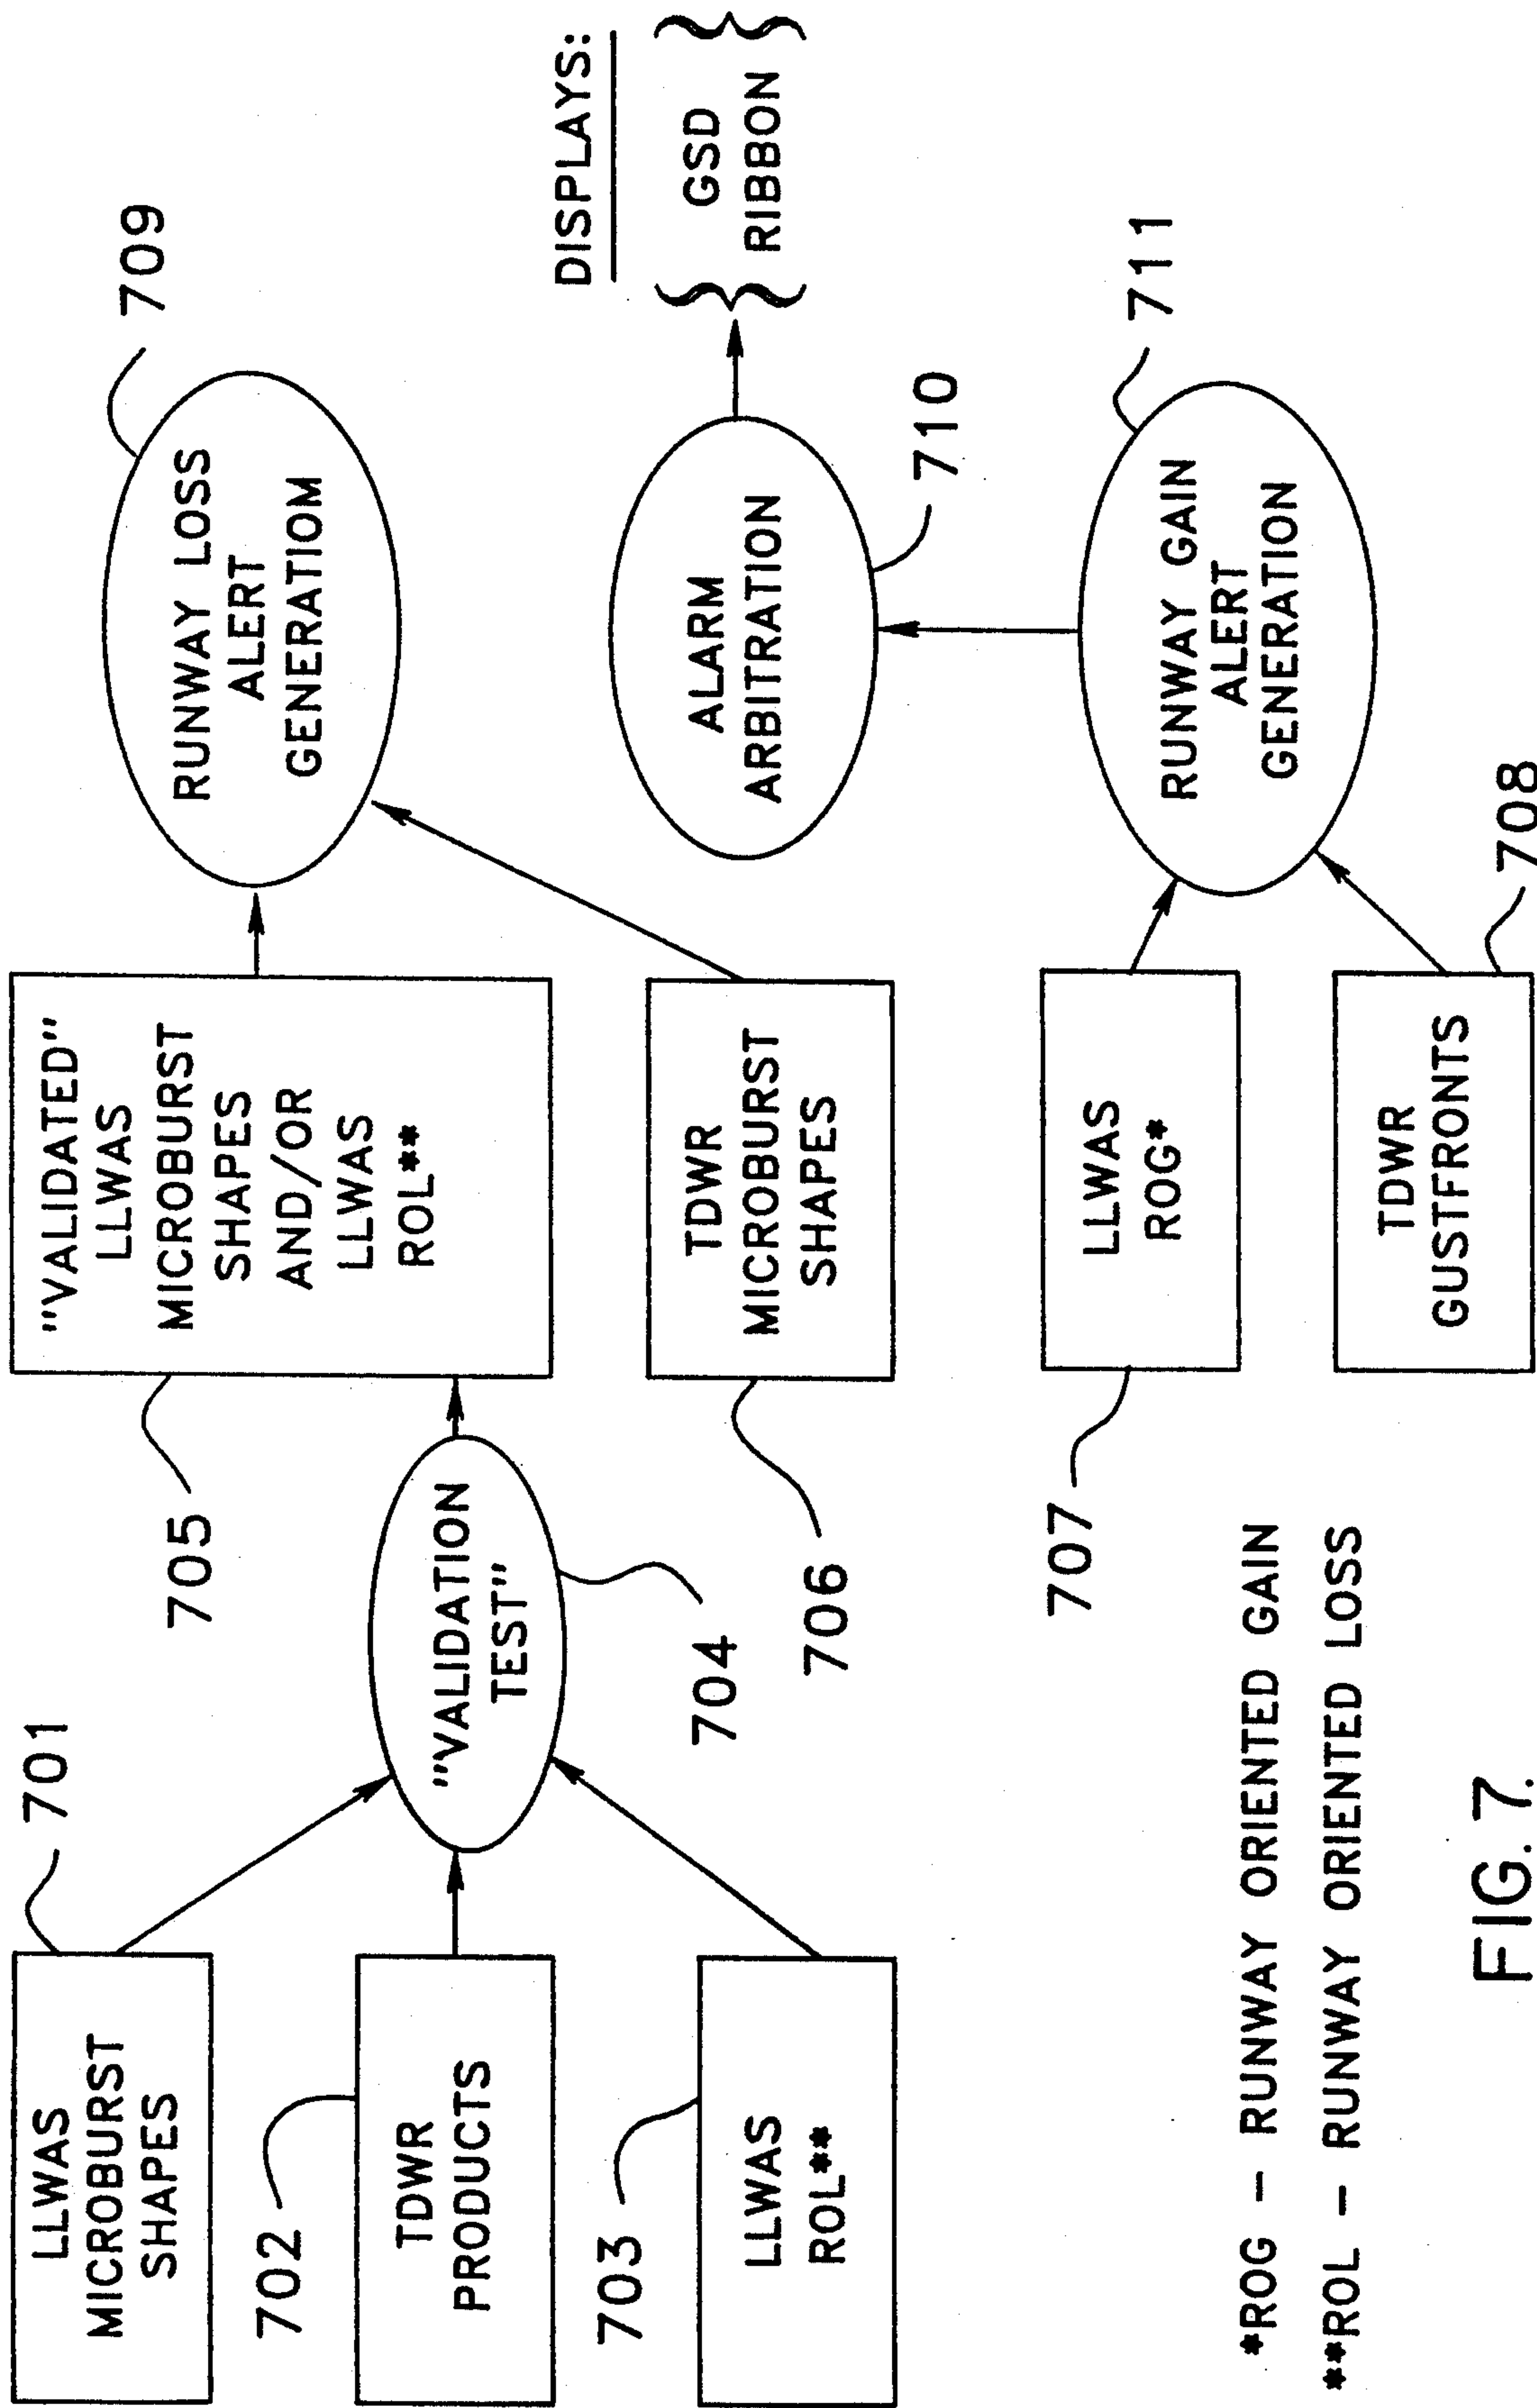 LLWAS
MICROBURST
SHAPES
701
TDWR
PRODUCTS
702
LLWAS
ROL**
703
"VALIDATION
TEST"
704
"VALIDATED"
LLWAS
MICROBURST
SHAPES
AND/OR
LLWAS
ROL**
705
TDWR
MICROBURST
SHAPES
706
LLWAS
ROG*
707
TDWR
GUSTFRONTS
708
RUNWAY LOSS
ALERT
GENERATIOM
709
ALARM
ARBITRATION
710
RUNWAY GAIN
ALERT
GENERATION
711
DISPLAYS:
GSD
RIBBON
*ROG – RUNWAY ORIENTED GAIN
**ROL – RUNWAY ORIENTED LOSS
FIG. 7.